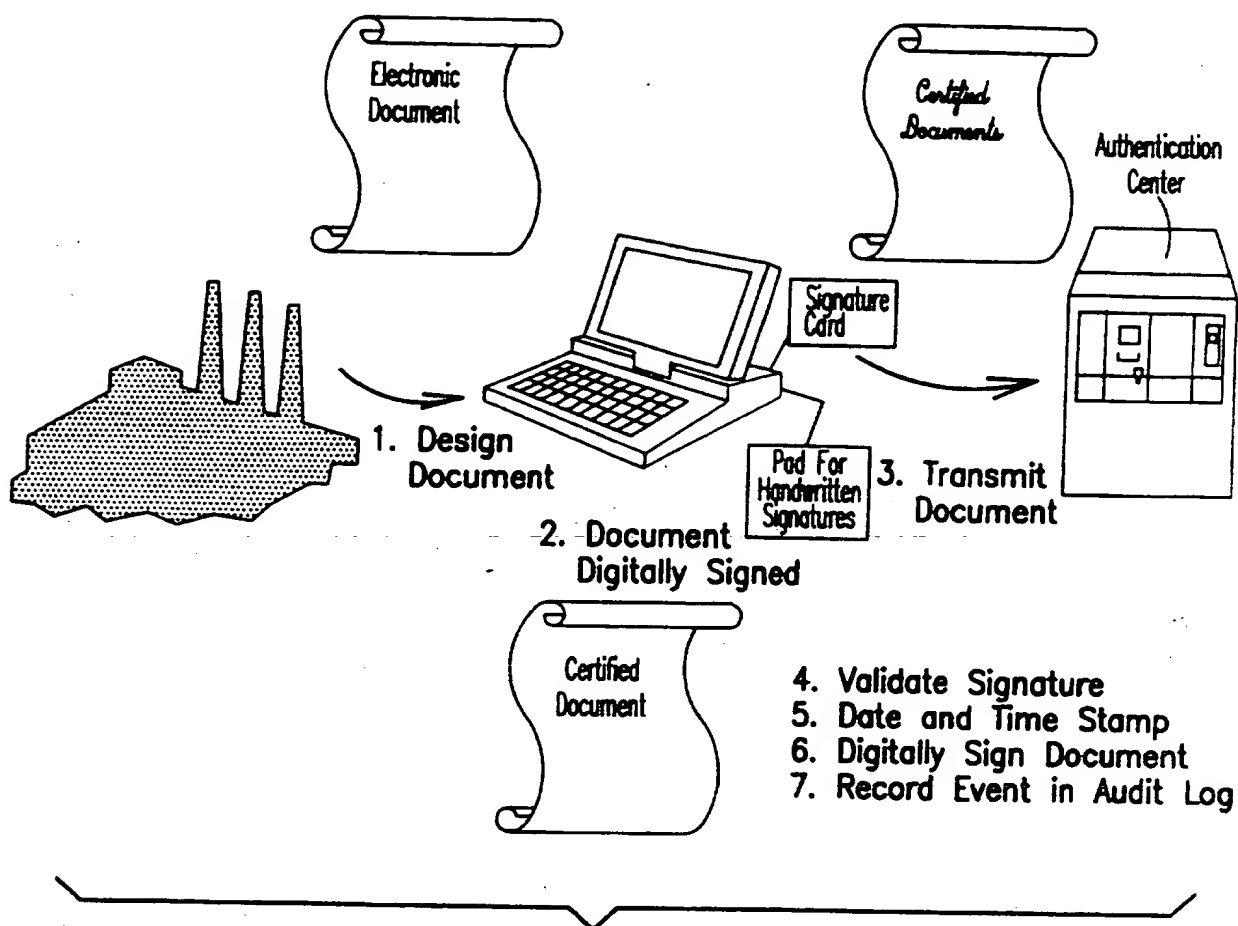 Electronic
Document
Certified
Documents
Authentication
Center
Signature
Card
1. Design
Document
Pad For
Handwritten
Signatures
3. Transmit
Document
2. Document
Digitally Signed
Certified
Document
4. Validate Signature
5. Date and Time Stamp
6. Digitally Sign Document
7. Record Event in Audit Log